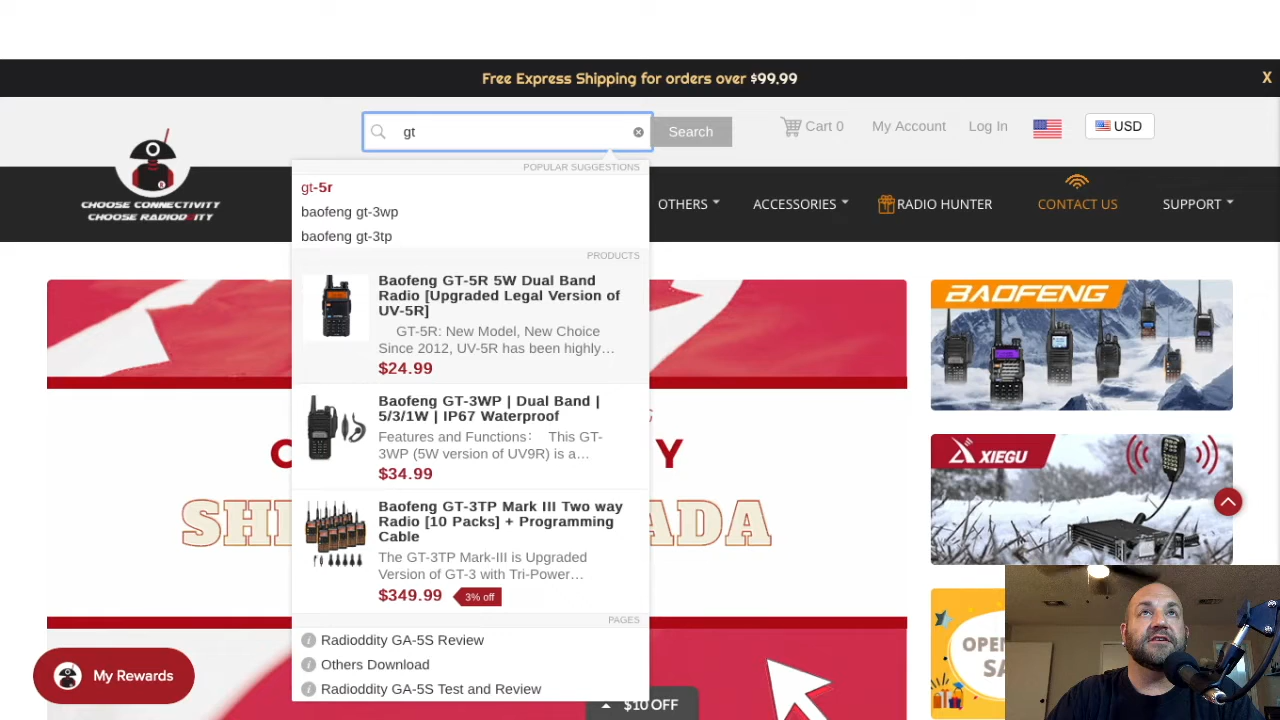 Free Express Shipping for orders over $99.99
X
gt
Search
Cart 0
My Account
Log In
USD
CHOOSE CONNECTIVITY
CHOOSE RADIODDITY
OTHERS
ACCESSORIES
RADIO HUNTER
CONTACT US
SUPPORT
POPULAR SUGGESTIONS
gt-5r
baofeng gt-3wp
baofeng gt-3tp
PRODUCTS
Baofeng GT-5R 5W Dual Band
Radio [Upgraded Legal Version of
UV-5R]
GT-5R: New Model, New Choice
Since 2012, UV-5R has been highly…
$24.99
Baofeng GT-3WP | Dual Band |
5/3/1W | IP67 Waterproof
Features and Functions： This GT-
3WP (5W version of UV9R) is a…
$34.99
Baofeng GT-3TP Mark III Two way
Radio [10 Packs] + Programming
Cable
The GT-3TP Mark-III is Upgraded
Version of GT-3 with Tri-Power…
$349.99
3% off
PAGES
Radioddity GA-5S Review
Others Download
Radioddity GA-5S Test and Review
BAOFENG
XIEGU
My Rewards
$10 OFF